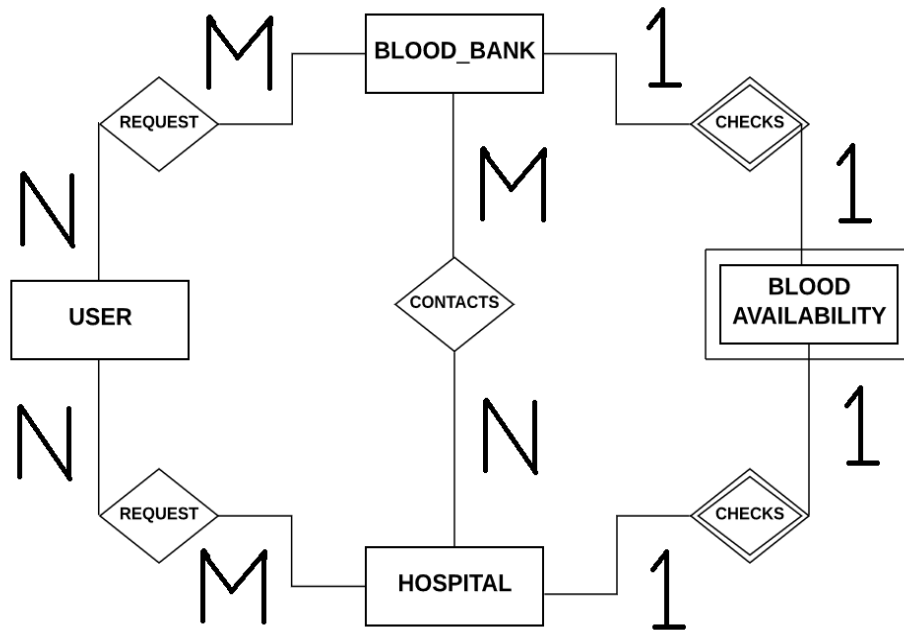 M
BLOOD_BANK
1
REQUEST
CHECKS
N
M
1
USER
CONTACTS
BLOOD
AVAILABILITY
N
N
1
REQUEST
CHECKS
M
HOSPITAL
1